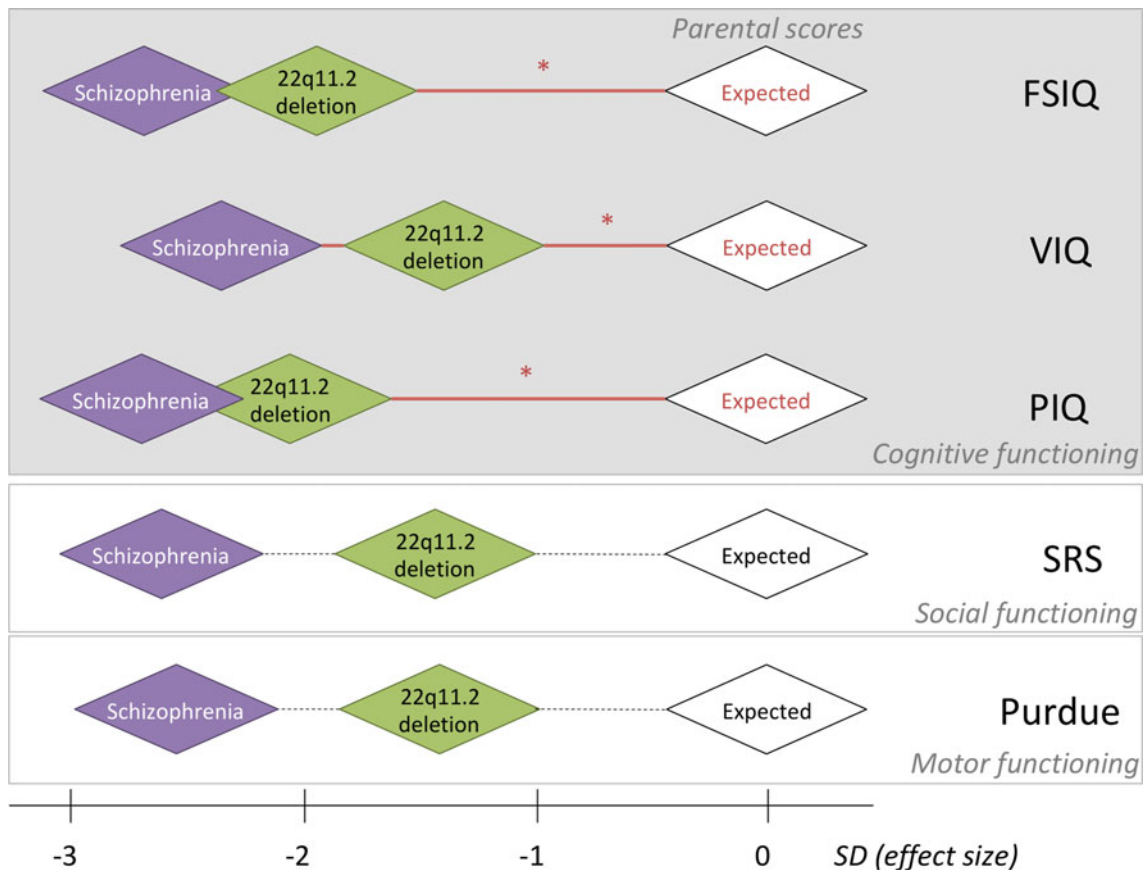 Parental scores
Schizophrenia
22q11.2
deletion
*
Expected
FSIQ
Schizophrenia
22q11.2
deletion
*
Expected
VIQ
Schizophrenia
22q11.2
deletion
*
Expected
PIQ
Cognitive functioning
Schizophrenia
22q11.2
deletion
Expected
SRS
Social functioning
Schizophrenia
22q11.2
deletion
Expected
Purdue
Motor functioning
-3 -2 -1 0 SD (effect size)